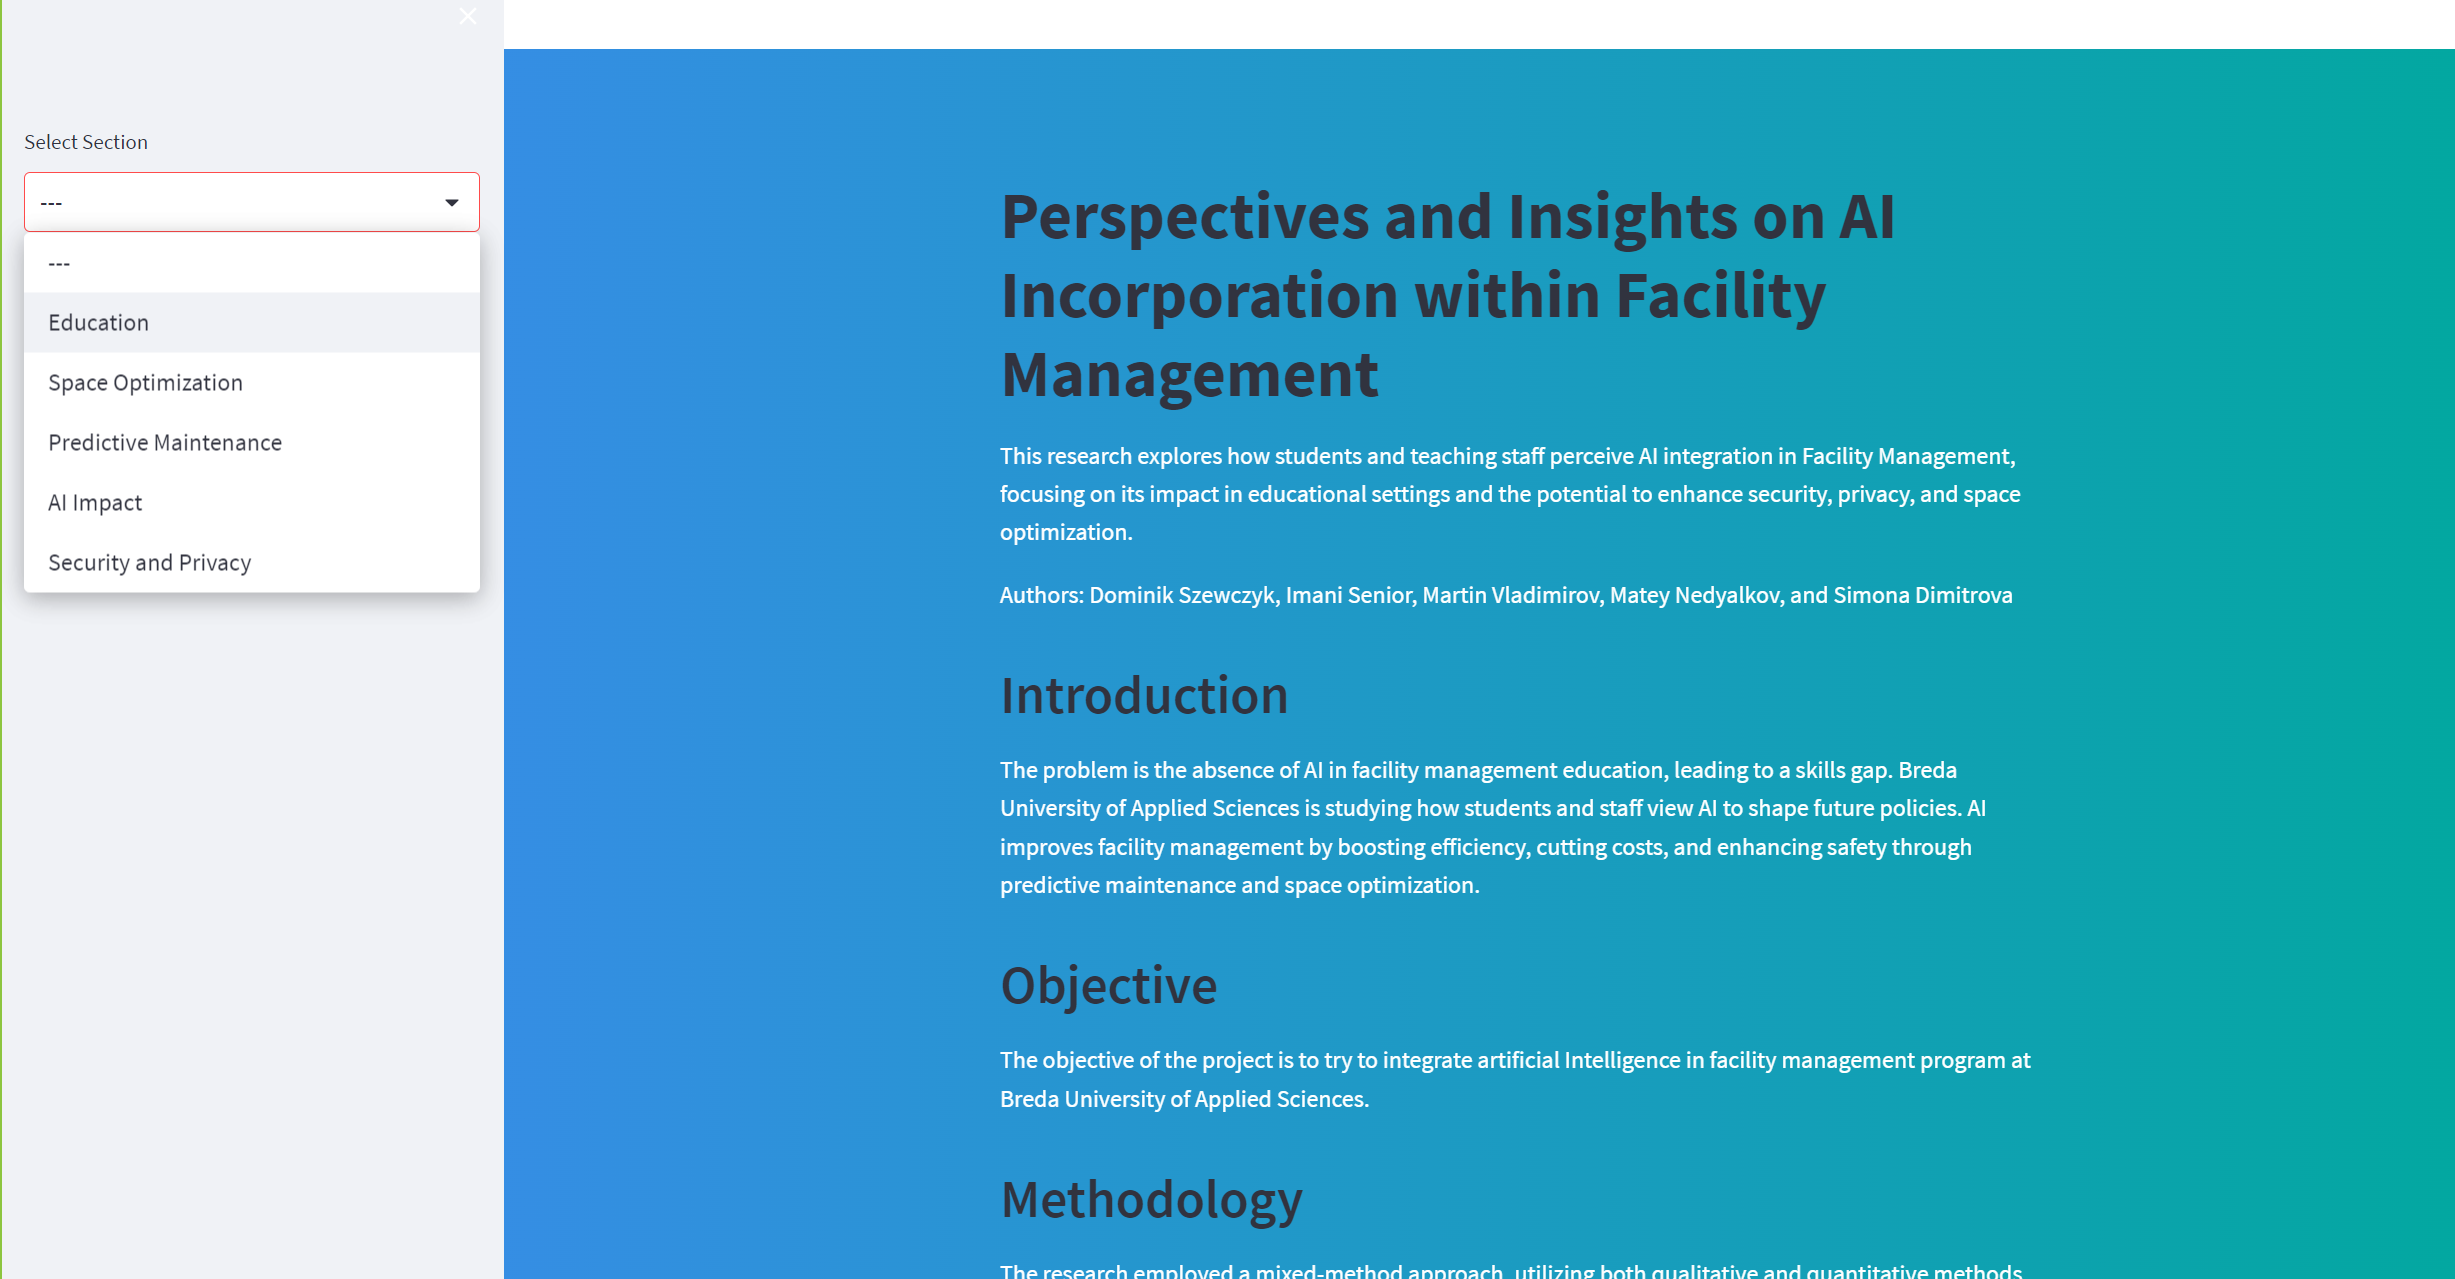 Select Section
---
---
Education
Space Optimization
Predictive Maintenance
AI Impact
Security and Privacy
Perspectives and Insights on AI
Incorporation within Facility
Management
This research explores how students and teaching staff perceive AI integration in Facility Management,
focusing on its impact in educational settings and the potential to enhance security, privacy, and space
optimization.
Authors: Dominik Szewczyk, Imani Senior, Martin Vladimirov, Matey Nedyalkov, and Simona Dimitrova
Introduction
The problem is the absence of AI in facility management education, leading to a skills gap. Breda
University of Applied Sciences is studying how students and staff view AI to shape future policies. AI
improves facility management by boosting efficiency, cutting costs, and enhancing safety through
predictive maintenance and space optimization.
Objective
The objective of the project is to try to integrate artificial Intelligence in facility management program at
Breda University of Applied Sciences.
Methodology
The research employed a mixed-method approach, utilizing both qualitative and quantitative methods